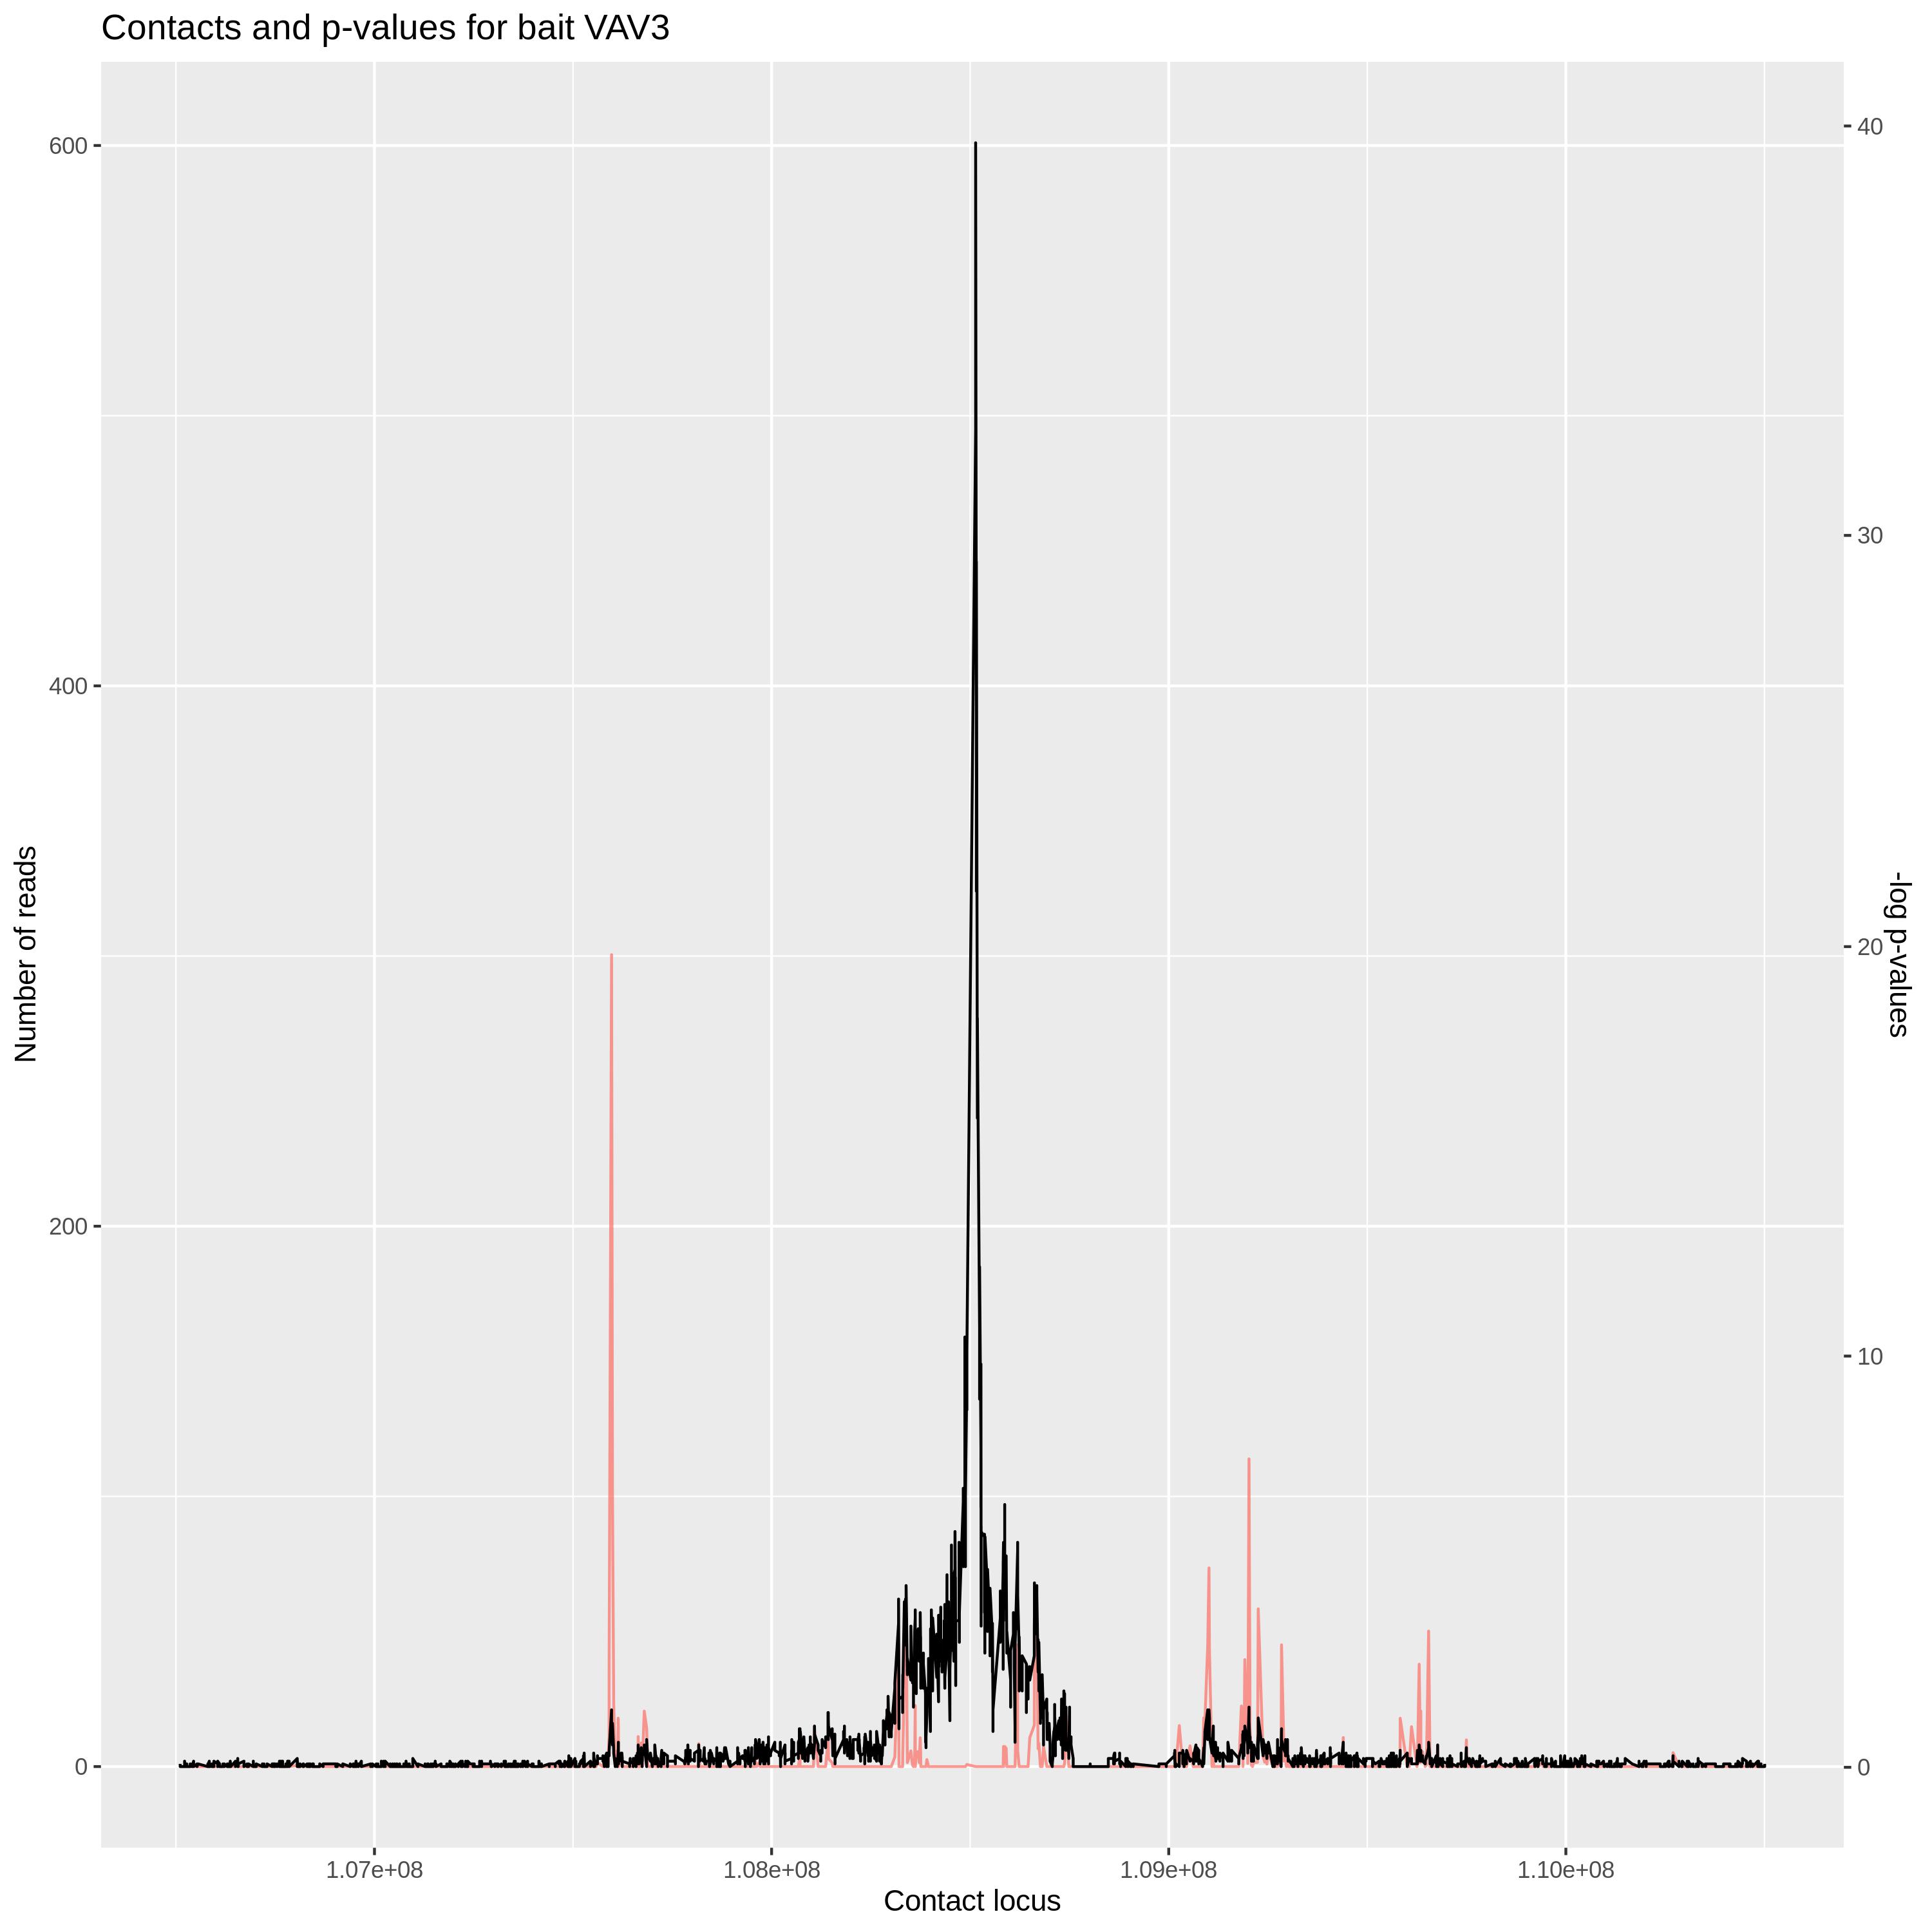 Contacts and p-values for bait VAV3
600
400
200
0
Number of reads
40
30
20
10
0
-log p-values
1.07e+08 1.08e+08 1.09e+08 1.10e+08
Contact locus